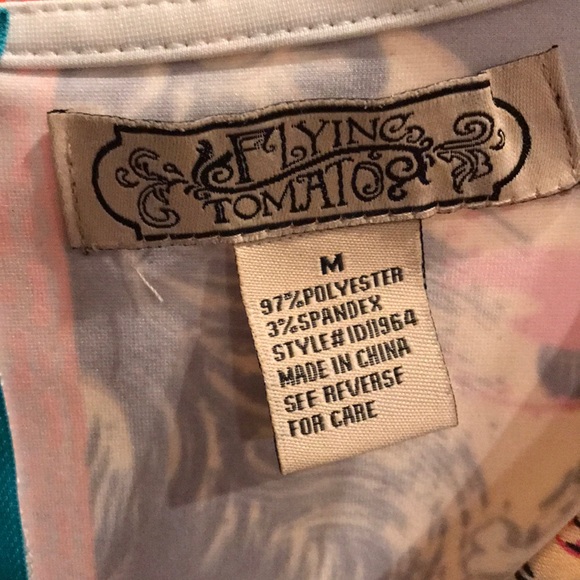 FLYING
TOMATO
M
97%POLYESTER
3%SPANDEX
STYLE#ID11964
MADE IN CHINA
SEE REVERSE
FOR CARE